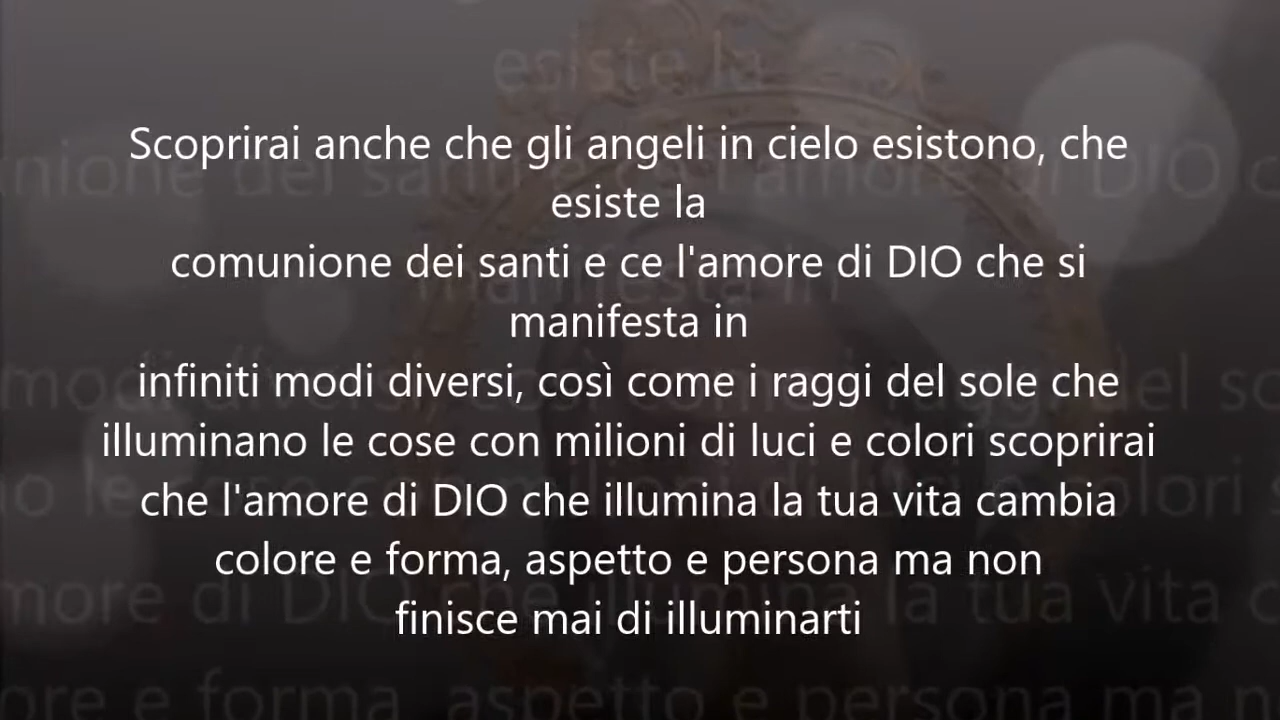 Scoprirai anche che gli angeli in cielo esistono, che
esiste la
comunione dei santi e ce l'amore di DIO che si
manifesta in
infiniti modi diversi, così come i raggi del sole che
illuminano le cose con milioni di luci e colori scoprirai
che l'amore di DIO che illumina la tua vita cambia
colore e forma, aspetto e persona ma non
finisce mai di illuminarti